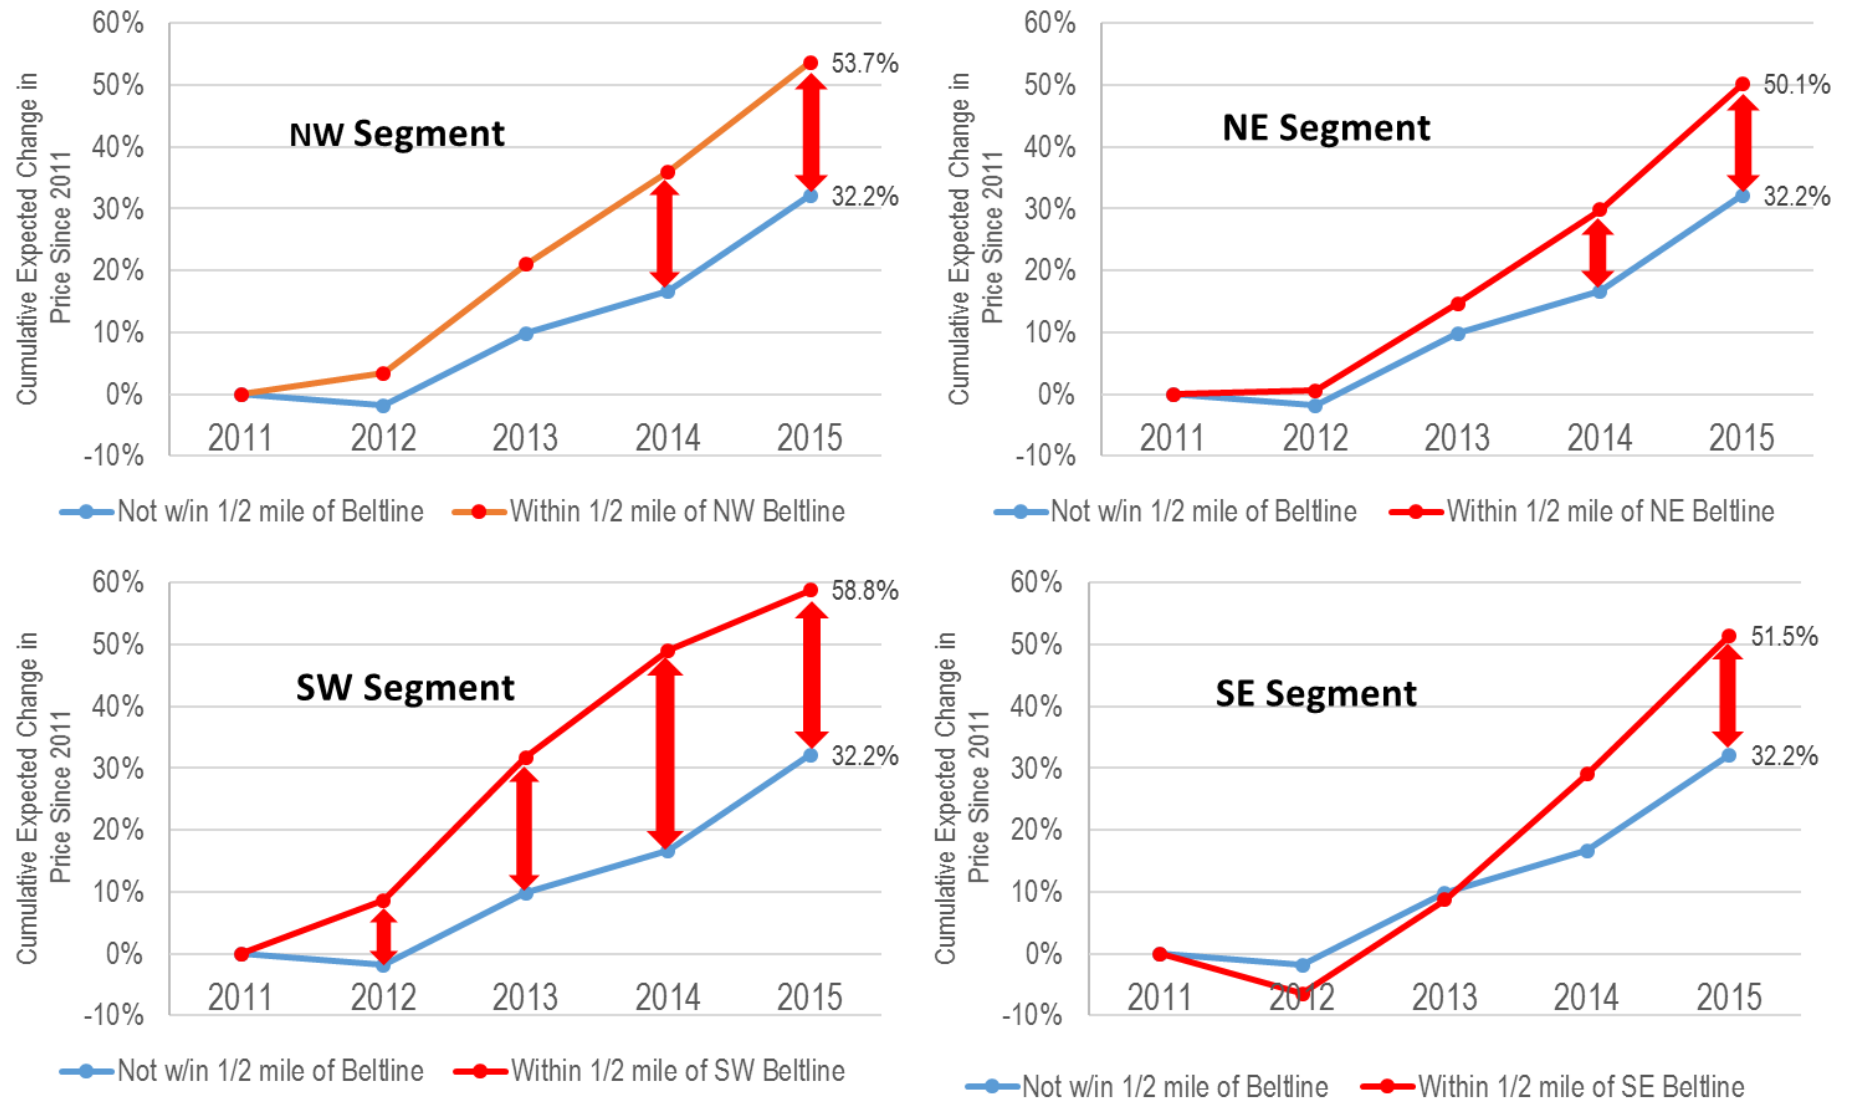 60%
50%
40%
30%
20%
10%
0%
-10%
Cumulative Expected Change in
Price Since 2011
NW Segment
53.7%
32.2%
2011 2012 2013 2014 2015
Not w/in 1/2 mile of Beltline Within 1/2 mile of NW Beltline
60%
50%
40%
30%
20%
10%
0%
-10%
Cumulative Expected Change in
Price Since 2011
NE Segment
50.1%
32.2%
2011 2012 2013 2014 2015
Not w/in 1/2 mile of Beltline Within 1/2 mile of NE Beltline
60%
50%
40%
30%
20%
10%
0%
-10%
Cumulative Expected Change in
Price Since 2011
SW Segment
58.8%
32.2%
2011 2012 2013 2014 2015
Not w/in 1/2 mile of Beltline Within 1/2 mile of SW Beltline
60%
50%
40%
30%
20%
10%
0%
-10%
Cumulative Expected Change in
Price Since 2011
SE Segment
51.5%
32.2%
2011 2012 2013 2014 2015
Not w/in 1/2 mile of Beltline Within 1/2 mile of SE Beltline